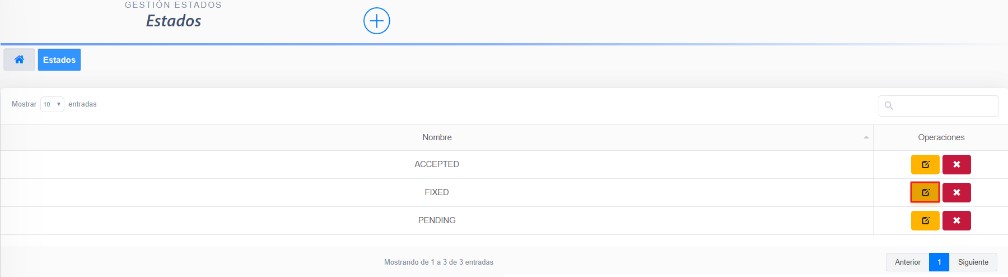 GESTIÓN ESTADOS
Estados
Estados
Mostrar 10 entradas
Nombre Operaciones
ACCEPTED
FIXED
PENDING
Mostrando de 1 a 3 de 3 entradas
Anterior 1 Siguiente